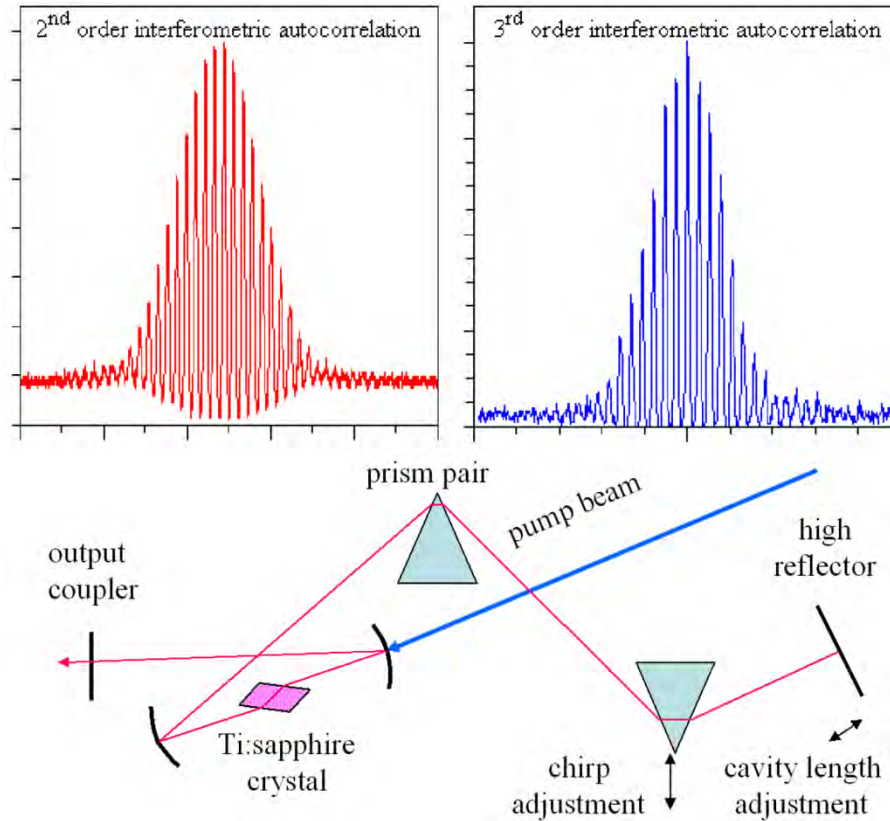 2nd order interferometric autocorrelation
3rd order interferometric autocorrelation
prism pair
pump beam
output
coupler
high
reflector
Ti:sapphire
crystal
chirp
adjustment
cavity length
adjustment